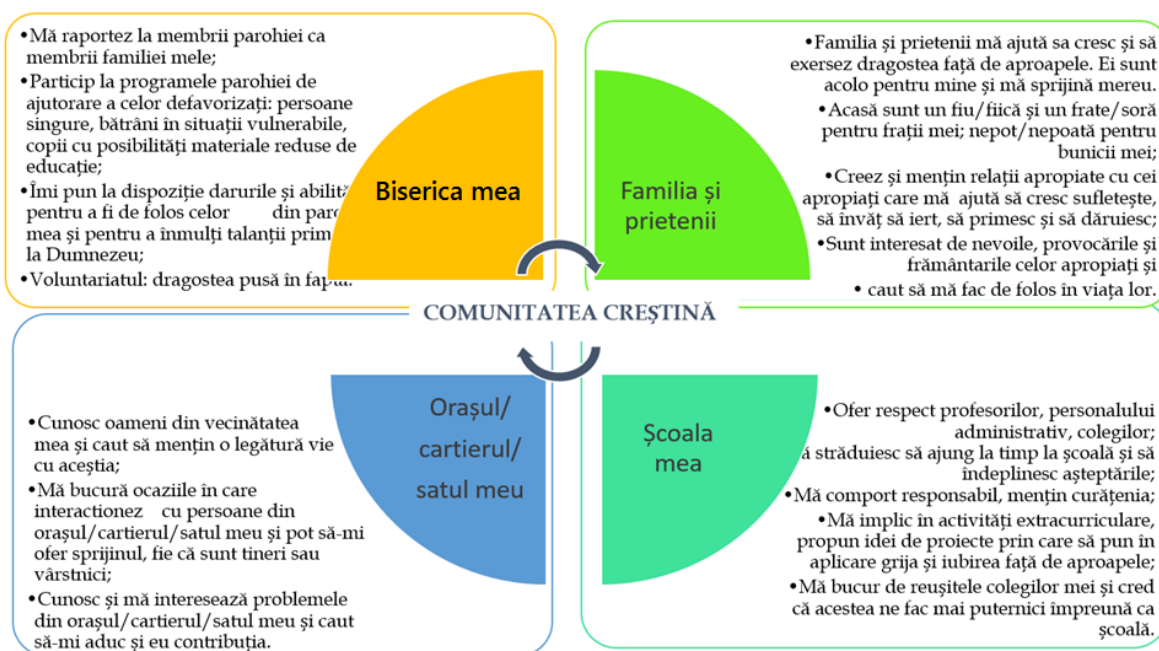 •Mă raportez la membrii parohiei ca
membrii familiei mele;
•Particip la programele parohiei de
ajutorare a celor defavorizați: persoane
singure, bătrâni în situații vulnerabile,
copii cu posibilități materiale reduse de
educație;
•Îmi pun la dispoziție darurile și
pentru a fi de folos celor din
mea și pentru a înmulți talanții
la Dumnezeu;
•Voluntariatul: dragostea pusă în
Biserica mea
Familia și
prietenii
•Familia și prietenii mă ajută sa cresc și să
exersez dragostea față de aproapele. Ei sunt
acolo pentru mine și mă sprijină mereu.
•Acasă sunt un fiu/fiică și un frate/soră
pentru frații mei; nepot/nepoată pentru
bunicii mei;
•Creez și mențin relații apropiate cu cei
apropiați care mă ajută să cresc sufletește,
să învăț să iert, să primesc și să dăruiesc;
•Sunt interesat de nevoile, provocările și
frământarile celor apropiați și
• caut să mă fac de folos în viața lor.
COMUNITATEA CREȘTINĂ
•Cunosc oameni din vecinătatea
mea și caut să mențin o legătură vie
cu aceștia;
•Mă bucură ocaziile în care
interactionez cu persoane din
orașul/cartierul/satul meu și pot să-mi
ofer sprijinul, fie că sunt tineri sau
vârstnici;
•Cunosc și mă interesează problemele
din orașul/cartierul/satul meu și caut
să-mi aduc și eu contribuția.
Orașul/
cartierul/
satul meu
Școala
mea
•Ofer respect profesorilor, personalului
administrativ, colegilor;
străduiesc să ajung la timp la școală și să
îndeplinesc așteptările;
•Mă comport responsabil, mențin curățenia;
•Mă implic în activități extracurriculare,
propun idei de proiecte prin care să pun în
aplicare grija și iubirea față de aproapele;
•Mă bucur de reușitele colegilor mei și cred
că acestea ne fac mai puternici împreună ca
școală.